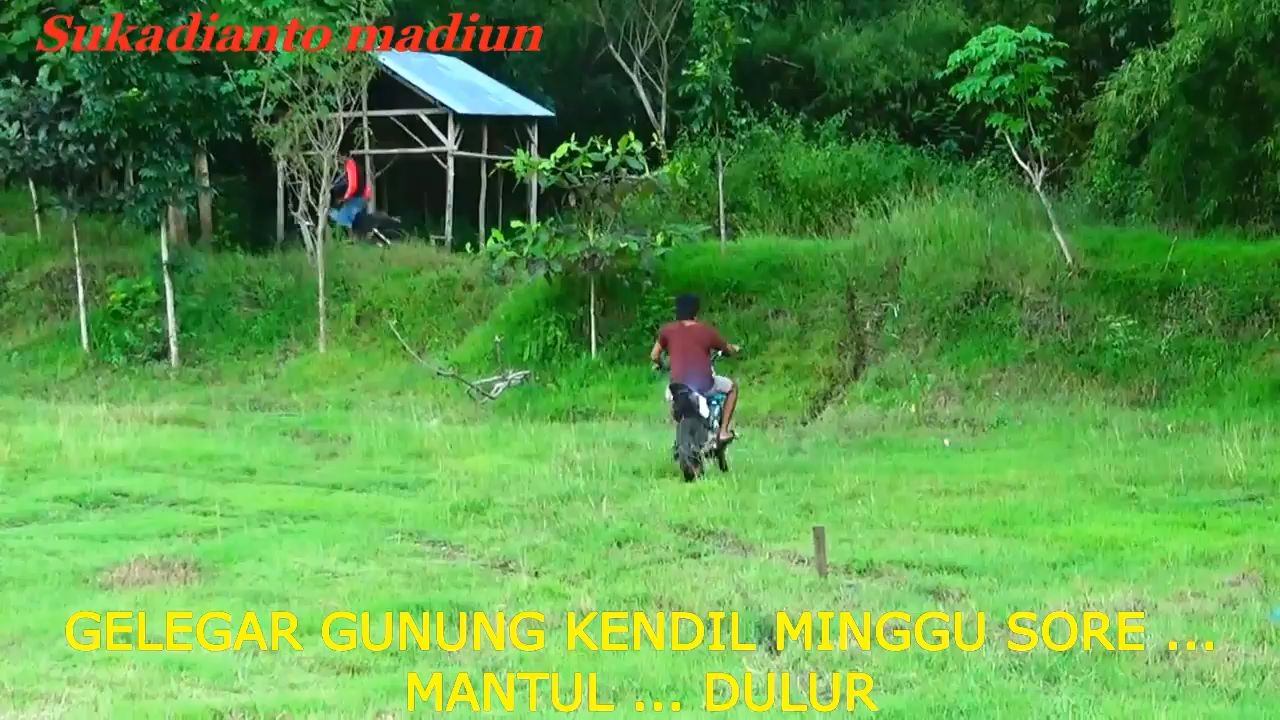 Sukadianto madiun
GELEGAR GUNUNG KENDIL MINGGU SORE ...
MANTUL ... DULUR